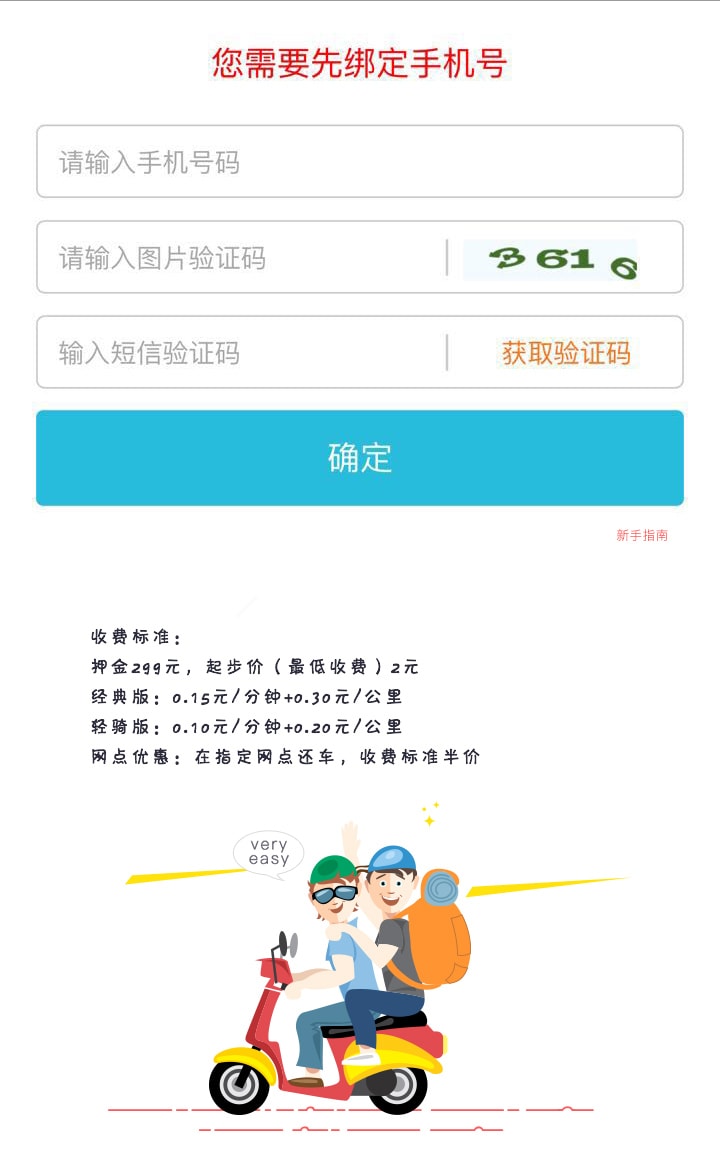 您需要先绑定手机号
请输入手机号码
请输入图片验证码
3616
输入短信验证码
获取验证码
确定
新手指南
收费标准:
押金299元,起步价(最低收费)2元
经典版:0.15元/分钟+0.30元/公里
轻骑版:0.10元/分钟+0.20元/公里
网点优惠:在指定网点还车,收费标准半价
very
easy